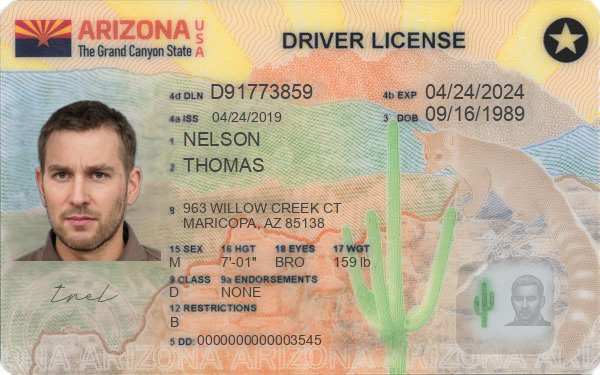 ARIZONA USA
The Grand Canyon State
DRIVER LICENSE
4d DLN D91773859
4b EXP 04/24/2024
4a ISS 04/24/2019
3 DOB 09/16/1989
1 NELSON
2 THOMAS
8 963 WILLOW CREEK CT
MARICOPA, AZ 85138
15 SEX 16 HGT 18 EYES 17 WGT
M 7'-01" BRO 159 lb
9 CLASS 9a ENDORSEMENTS
D NONE
12 RESTRICTIONS
B
5 DD: 0000000000003545
ARIZONA ARIZONA ARIZONA ARIZONA